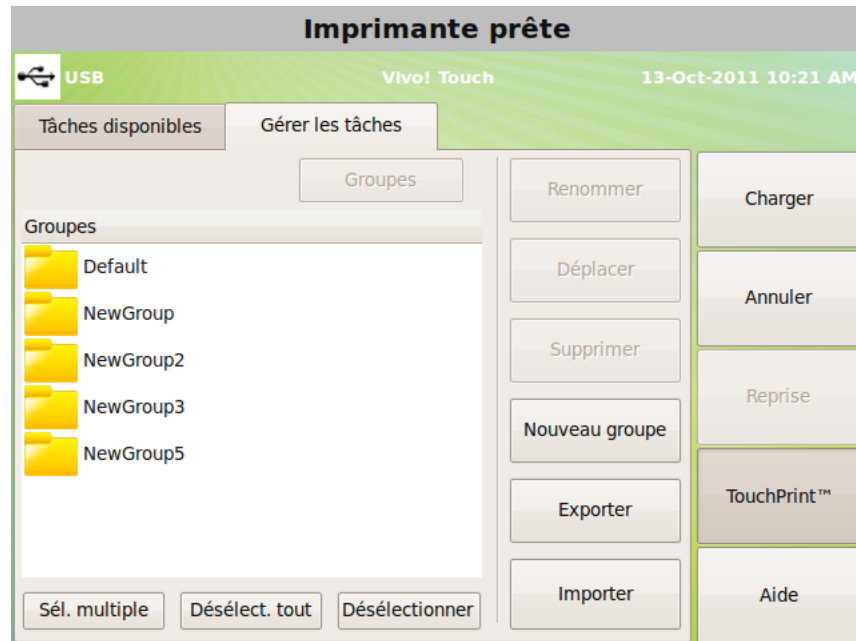 Imprimante prête
USB
Vivo! Touch
13-Oct-2011 10:21 AM
Tâches disponibles
Gérer les tâches
Groupes
Groupes
Default
NewGroup
NewGroup2
NewGroup3
NewGroup5
Sél. multiple
Désélect. tout
Désélectionner
Renommer
Déplacer
Supprimer
Nouveau groupe
Exporter
Importer
Charger
Annuler
Reprise
TouchPrint™
Aide